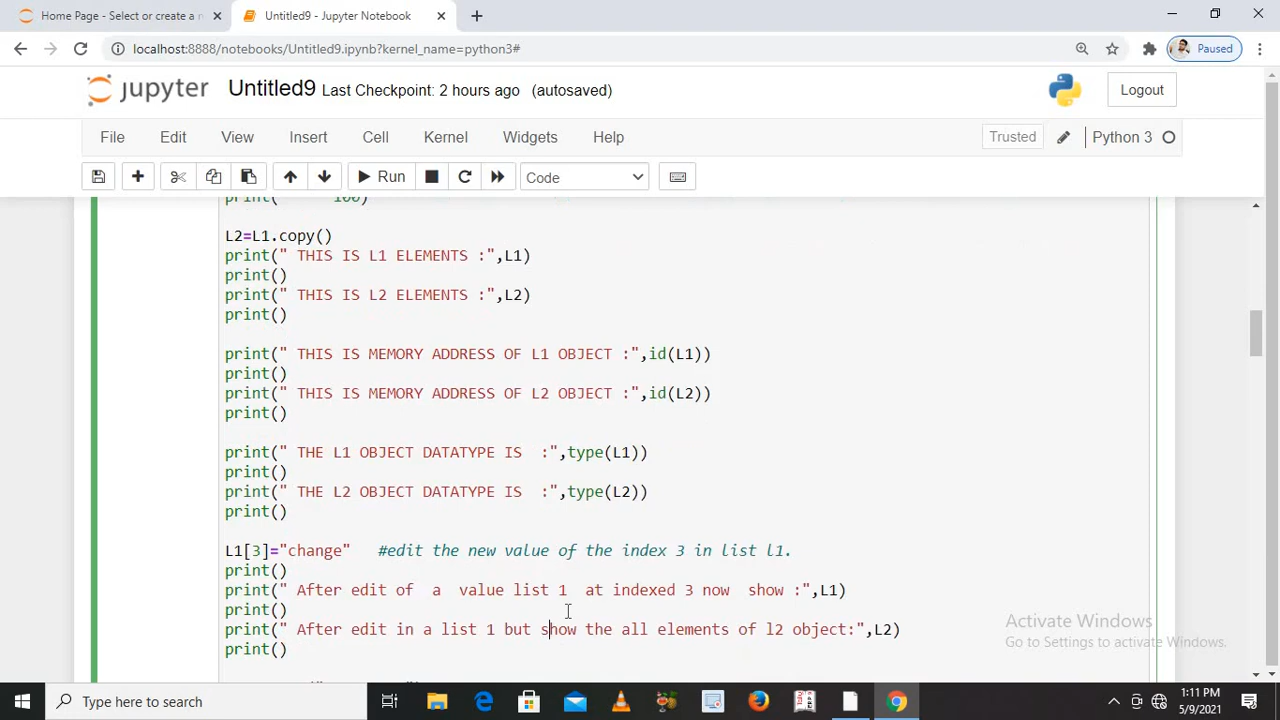 Home Page - Select or create a n
Untitled9 - Jupyter Notebook
localhost:8888/notebooks/Untitled9.ipynb?kernel_name=python3#
Paused
jupyter Untitled9 Last Checkpoint: 2 hours ago (autosaved)
Logout
File Edit View Insert Cell Kernel Widgets Help
Trusted Python 3
Run Code
L2=L1.copy()
print(" THIS IS L1 ELEMENTS :",L1)
print()
print(" THIS IS L2 ELEMENTS :",L2)
print()
print(" THIS IS MEMORY ADDRESS OF L1 OBJECT :",id(L1))
print()
print(" THIS IS MEMORY ADDRESS OF L2 OBJECT :",id(L2))
print()
print(" THE L1 OBJECT DATATYPE IS  :",type(L1))
print()
print(" THE L2 OBJECT DATATYPE IS  :",type(L2))
print()
L1[3]="change"   #edit the new value of the index 3 in list l1.
print()
print(" After edit of  a  value list 1  at indexed 3 now  show :",L1)
print()
print(" After edit in a list 1 but show the all elements of l2 object:",L2)
print()
Activate Windows
Go to Settings to activate Windows.
Type here to search
1:11 PM
5/9/2021